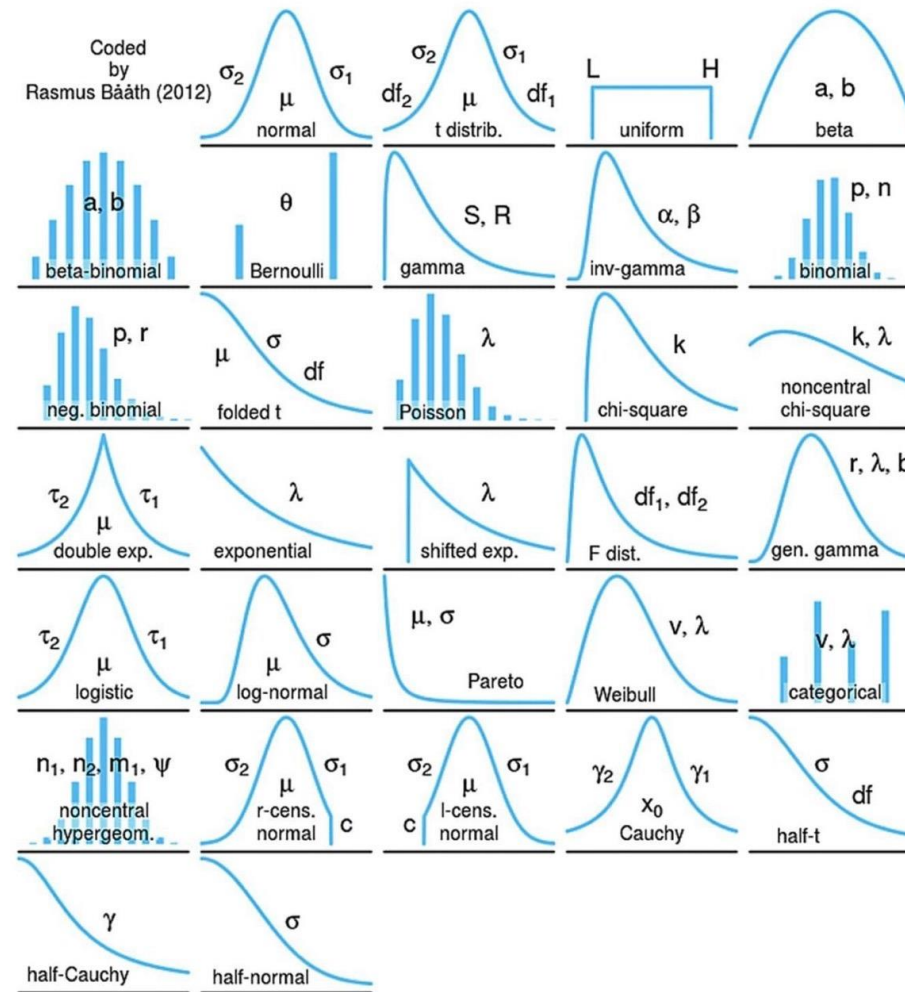 Coded
by
Rasmus Bååth (2012)
σ2 σ1
μ
normal
σ2 σ1
df2 μ df1
t distrib.
L H
uniform
a, b
beta
a, b
beta-binomial
θ
Bernoulli
S, R
gamma
α, β
inv-gamma
p, n
binomial
p, r
neg. binomial
μ σ df
folded t
λ
Poisson
k
chi-square
k, λ
noncentral
chi-square
τ2 τ1
μ
double exp.
λ
exponential
λ
shifted exp.
df1, df2
F dist.
r, λ, b
gen. gamma
τ2 τ1
μ
logistic
σ
μ
log-normal
μ, σ
Pareto
v, λ
Weibull
v, λ
categorical
n1, n2, m1, ψ
noncentral
hypergeom.
σ2 σ1
μ
r-cens.
normal c
σ2 σ1
μ
l-cens.
c normal
γ2 γ1
x0
Cauchy
σ
df
half-t
γ
half-Cauchy
σ
half-normal